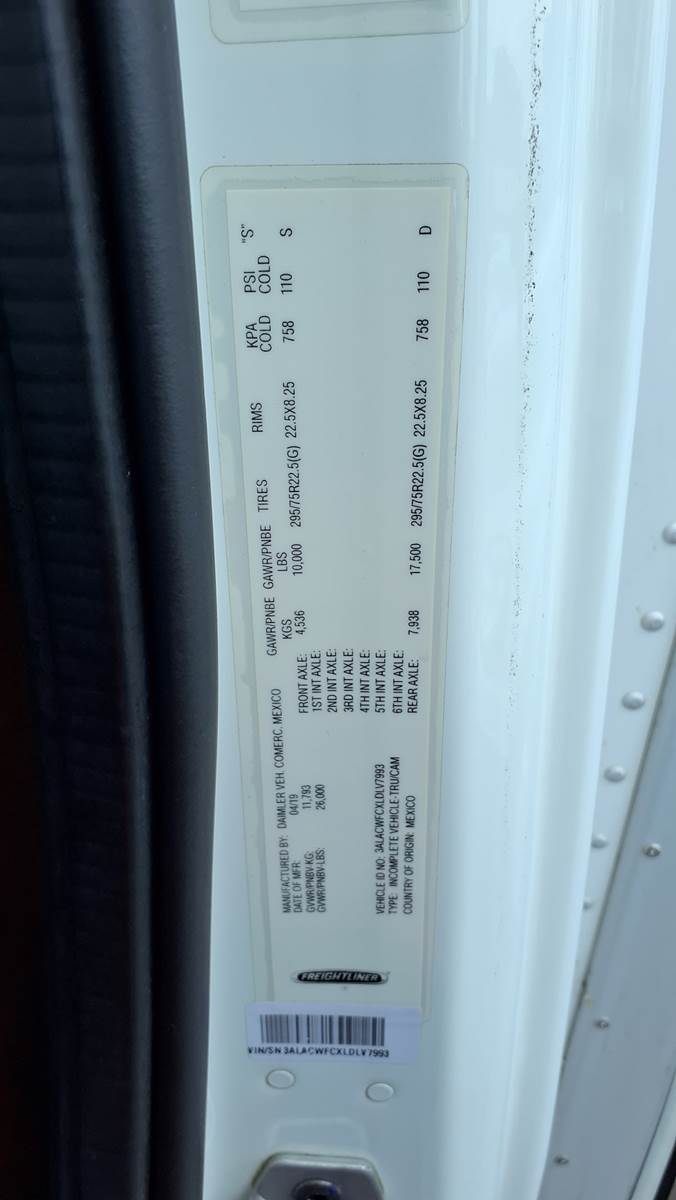 MANUFACTURED BY: DAIMLER VEH. COMERC, MEXICO
DATE OF MFR: 04/19
GVWR/PNBV-KG: 11,793
GVWR/PNBV-LBS: 26,000
VEHICLE ID NO: 3ALACWFCXLDLV7993
TYPE: INCOMPLETE VEHICLE-TRU/CAM
COUNTRY OF ORIGIN: MEXICO
GAWR/PNBE GAWR/PNBE TIRES RIMS KPA PSI "S"
KGS LBS COLD COLD
FRONT AXLE: 4,536 10,000 295/75R22.5(G) 22.5X8.25 758 110 S
1ST INT AXLE:
2ND INT AXLE:
3RD INT AXLE:
4TH INT AXLE:
5TH INT AXLE:
6TH INT AXLE:
REAR AXLE: 7,938 17,500 295/75R22.5(G) 22.5X8.25 758 110 D
FREIGHTLINER
VIN/SN 3ALACWFCXLDLV7993